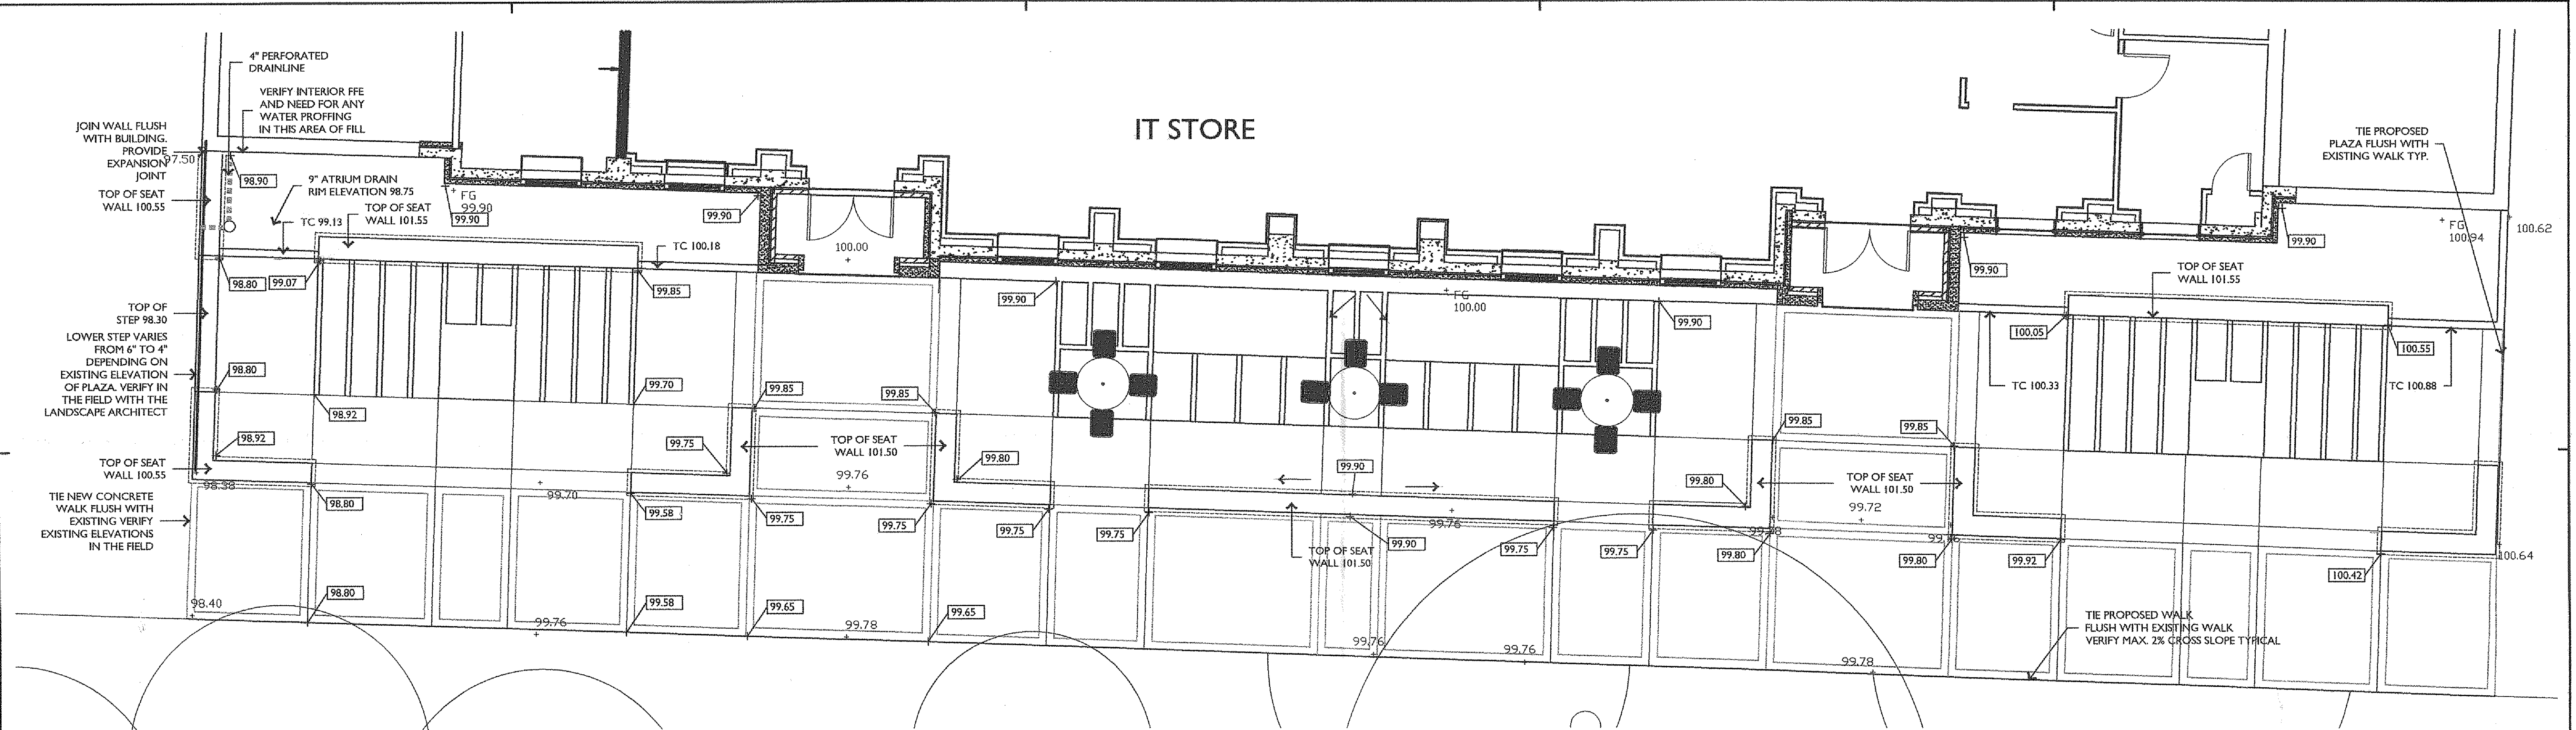 4" PERFORATED
DRAINLINE
VERIFY INTERIOR FFE
AND NEED FOR ANY
WATER PROFFING
IN THIS AREA OF FILL
JOIN WALL FLUSH
WITH BUILDING.
PROVIDE
EXPANSION
JOINT
97.50
TOP OF SEAT
WALL 100.55
98.90
9" ATRIUM DRAIN
RIM ELEVATION 98.75
TC 99.13
TOP OF SEAT
WALL 101.55
FG
99.90
99.90
99.90
TC 100.18
IT STORE
100.00
98.80
99.07
99.85
TOP OF
STEP 98.30
LOWER STEP VARIES
FROM 6" TO 4"
DEPENDING ON
EXISTING ELEVATION
OF PLAZA. VERIFY IN
THE FIELD WITH THE
LANDSCAPE ARCHITECT
98.80
98.92
99.70
99.85
99.85
98.92
99.75
TOP OF SEAT
WALL 101.50
99.76
TOP OF SEAT
WALL 100.55
98.38
TIE NEW CONCRETE
WALK FLUSH WITH
EXISTING VERIFY
EXISTING ELEVATIONS
IN THE FIELD
98.80
99.70
99.58
99.75
99.75
98.40
98.80
99.76
99.58
99.65
99.78
99.65
99.90
FG
100.00
99.90
99.80
99.90
99.80
99.75
99.75
TOP OF SEAT
WALL 101.50
99.90
99.76
99.75
99.75
99.76
99.76
TIE PROPOSED
PLAZA FLUSH WITH
EXISTING WALK TYP.
FG
100.94
100.62
99.90
99.90
TOP OF SEAT
WALL 101.55
100.05
100.55
TC 100.33
TC 100.88
99.85
99.85
TOP OF SEAT
WALL 101.50
99.72
99.80
99.80
99.92
100.42
100.64
99.78
TIE PROPOSED WALK
FLUSH WITH EXISTING WALK
VERIFY MAX. 2% CROSS SLOPE TYPICAL